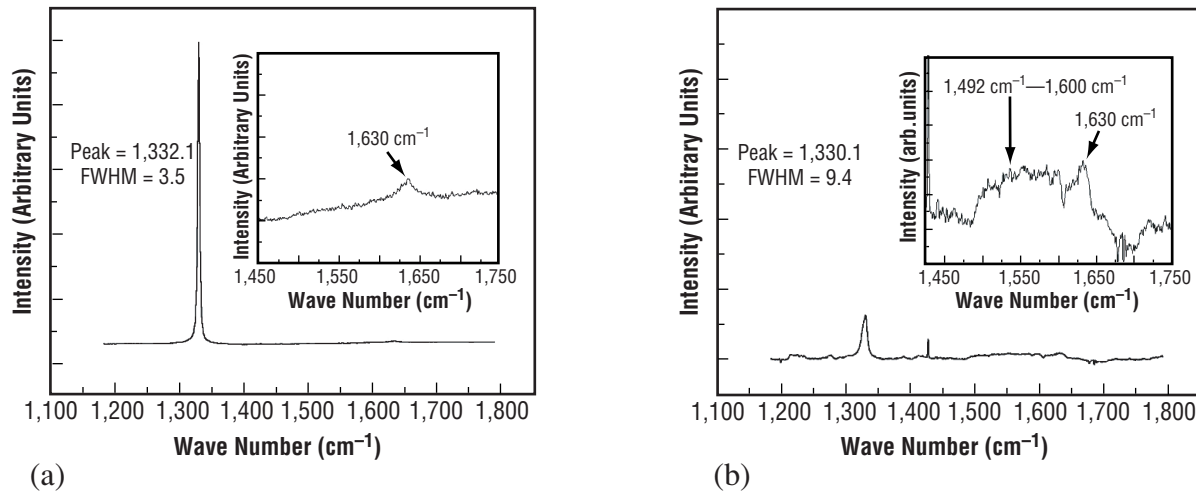 Intensity (Arbitrary Units)
Peak = 1,332.1
FWHM = 3.5
Intensity (Arbitrary Units)
1,630 cm⁻¹
1,450 1,550 1,650 1,750
Wave Number (cm⁻¹)
1,100 1,200 1,300 1,400 1,500 1,600 1,700 1,800
Wave Number (cm⁻¹)
(a)
Intensity (Arbitrary Units)
Peak = 1,330.1
FWHM = 9.4
Intensity (arb.units)
1,492 cm⁻¹—1,600 cm⁻¹
1,630 cm⁻¹
1,450 1,550 1,650 1,750
Wave Number (cm⁻¹)
1,100 1,200 1,300 1,400 1,500 1,600 1,700 1,800
Wave Number (cm⁻¹)
(b)